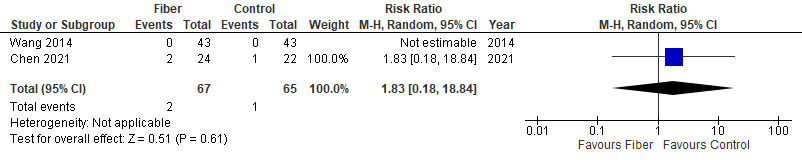 Fiber Control Risk Ratio Risk Ratio
Study or Subgroup Events Total Events Total Weight M-H, Random, 95% CI Year M-H, Random, 95% CI
Wang 2014 0 43 0 43 Not estimable 2014
Chen 2021 2 24 1 22 100.0% 1.83 [0.18, 18.84] 2021
Total (95% CI) 67 65 100.0% 1.83 [0.18, 18.84]
Total events 2 1
Heterogeneity: Not applicable
Test for overall effect: Z = 0.51 (P = 0.61)
0.01 0.1 1 10 100
Favours Fiber Favours Control